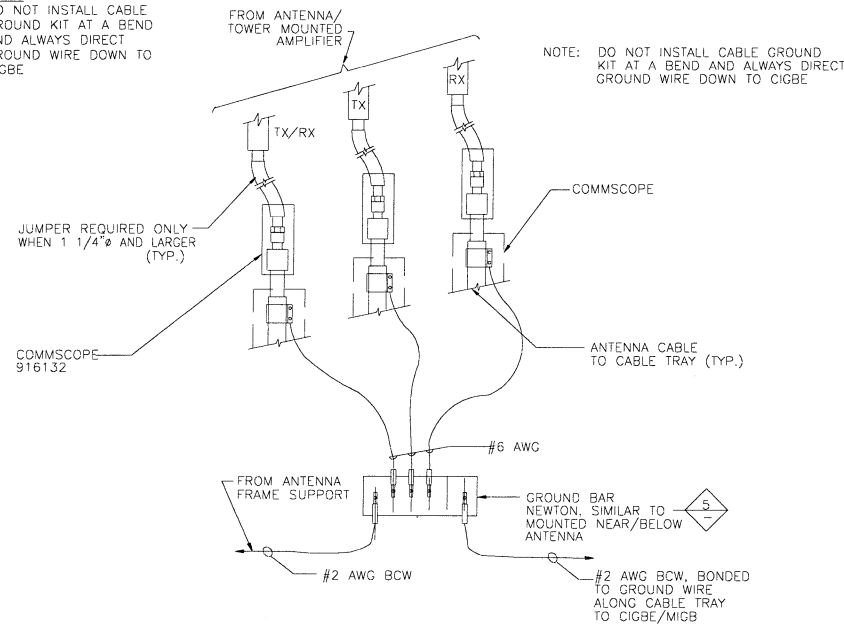 O NOT INSTALL CABLE
ROUND KIT AT A BEND
ND ALWAYS DIRECT
ROUND WIRE DOWN TO
IGBE
FROM ANTENNA/
TOWER MOUNTED
AMPLIFIER
NOTE: DO NOT INSTALL CABLE GROUND
KIT AT A BEND AND ALWAYS DIRECT
GROUND WIRE DOWN TO CIGBE
RX
TX
TX/RX
COMMSCOPE
JUMPER REQUIRED ONLY
WHEN 1 1/4"ø AND LARGER
(TYP.)
COMMSCOPE
916132
ANTENNA CABLE
TO CABLE TRAY (TYP.)
#6 AWG
FROM ANTENNA
FRAME SUPPORT
GROUND BAR
NEWTON, SIMILAR TO
MOUNTED NEAR/BELOW
ANTENNA
5
–
#2 AWG BCW
#2 AWG BCW, BONDED
TO GROUND WIRE
ALONG CABLE TRAY
TO CIGBE/MIGB